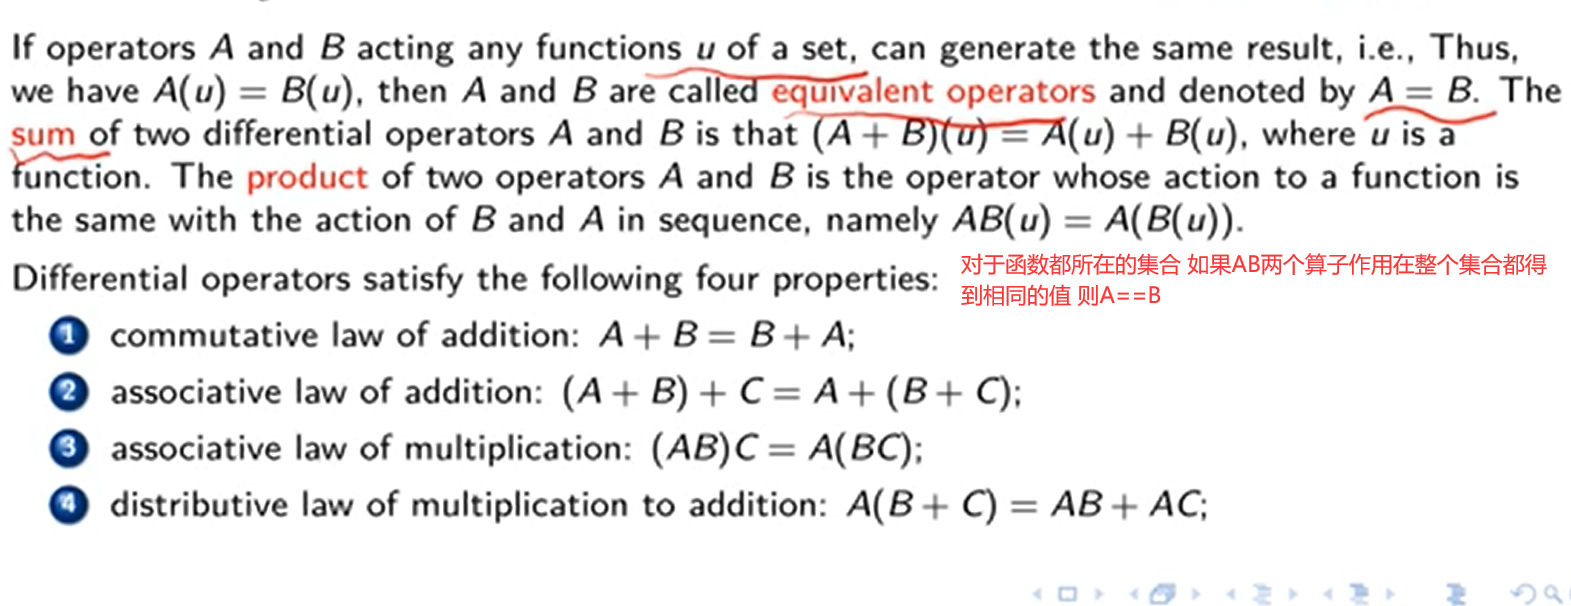 If operators A and B acting any functions u of a set, can generate the same result, i.e., Thus,
we have A(u) = B(u), then A and B are called equivalent operators and denoted by A = B. The
sum of two differential operators A and B is that (A + B)(u) = A(u) + B(u), where u is a
function. The product of two operators A and B is the operator whose action to a function is
the same with the action of B and A in sequence, namely AB(u) = A(B(u)).
Differential operators satisfy the following four properties:
对于函数都所在的集合 如果AB两个算子作用在整个集合都得
到相同的值 则A==B
1 commutative law of addition: A + B = B + A;
2 associative law of addition: (A + B) + C = A + (B + C);
3 associative law of multiplication: (AB)C = A(BC);
4 distributive law of multiplication to addition: A(B + C) = AB + AC;